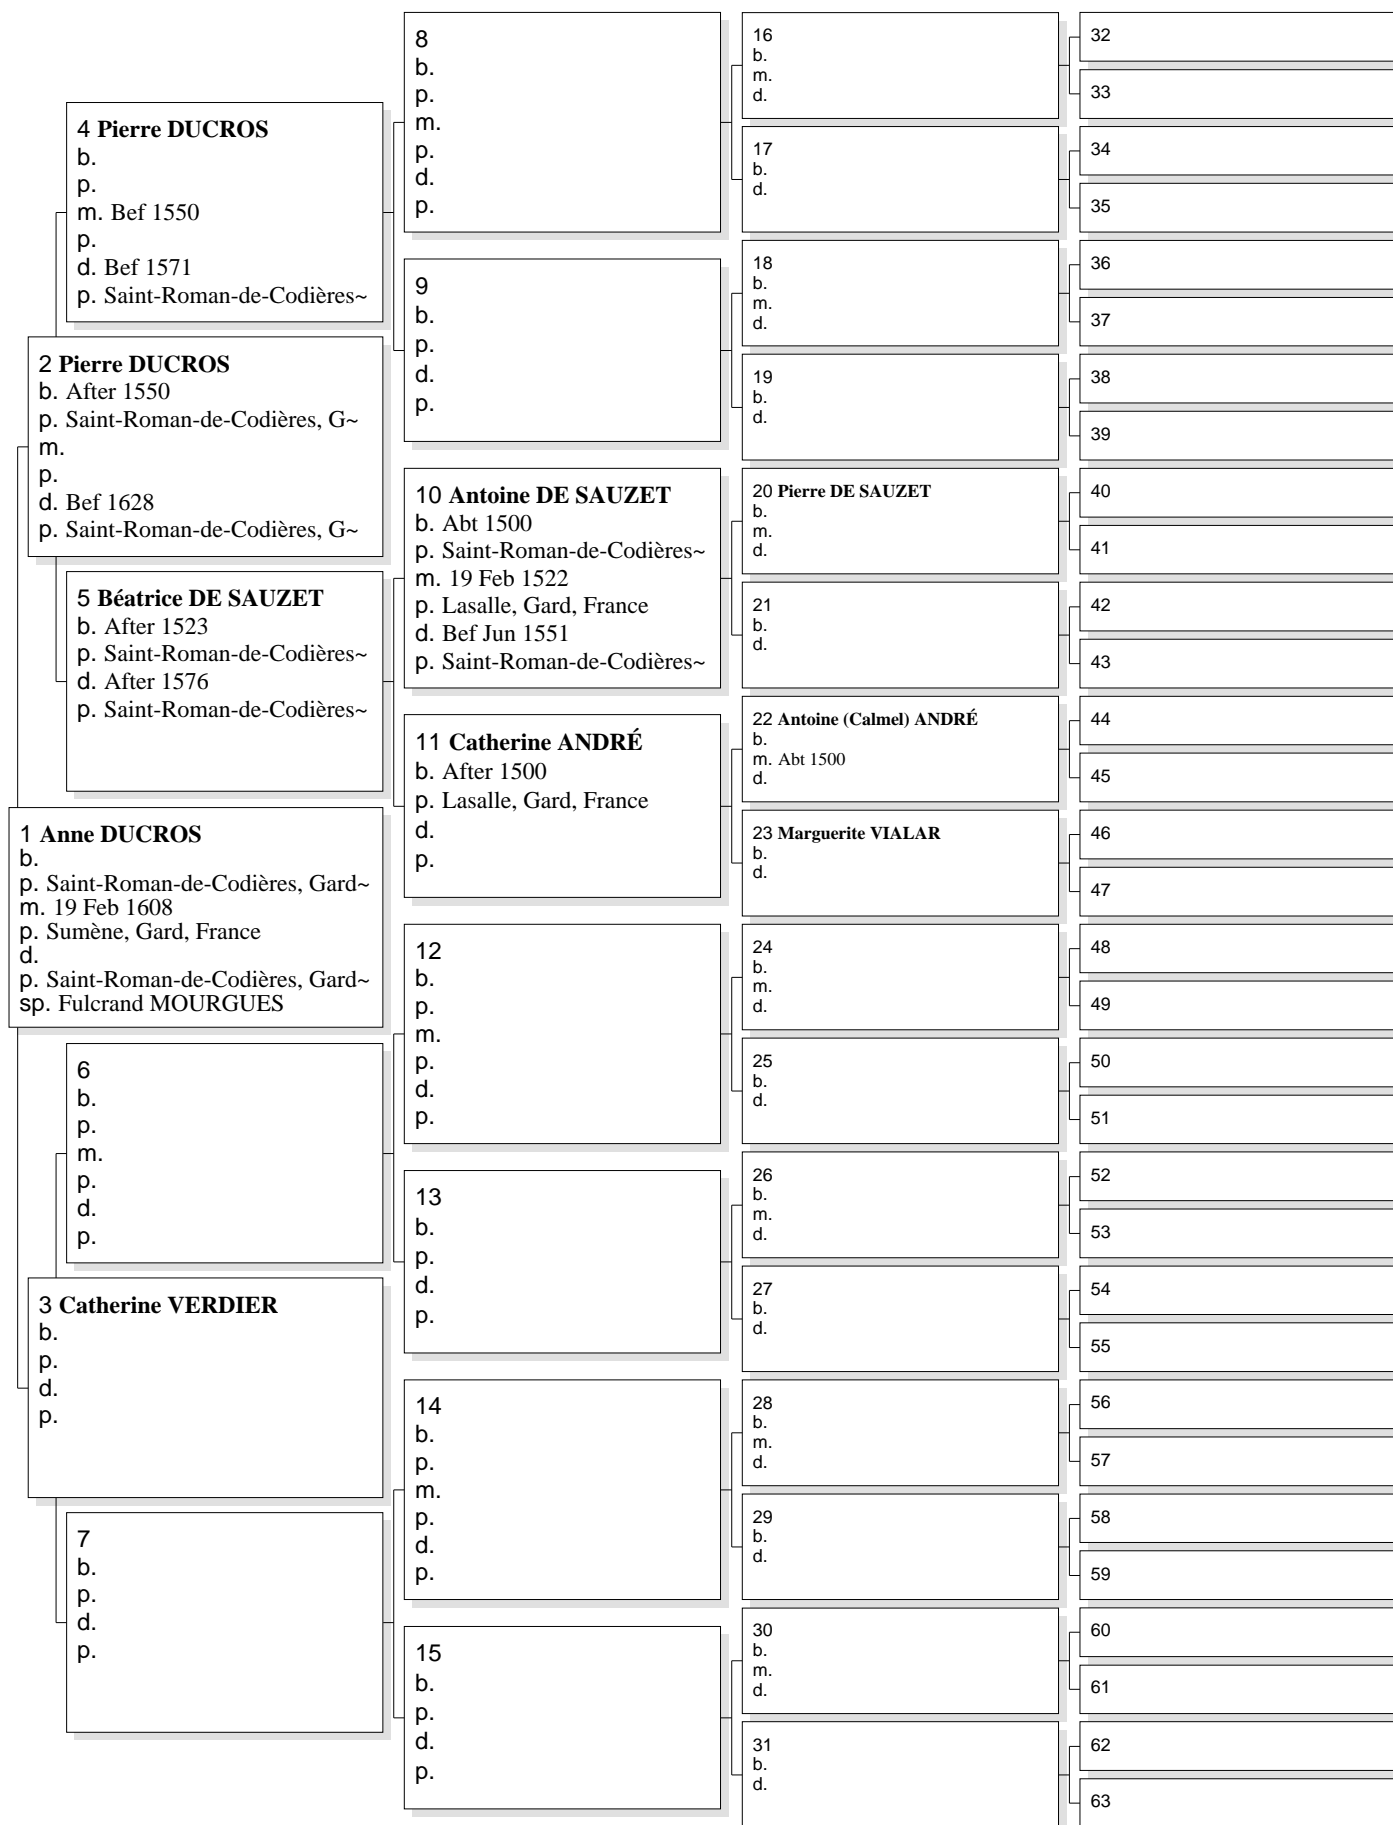 4 Pierre DUCROS
b.
p.
m. Bef 1550
p.
d. Bef 1571
p. Saint-Roman-de-Codières~
2 Pierre DUCROS
b. After 1550
p. Saint-Roman-de-Codières, G~
m.
p.
d. Bef 1628
p. Saint-Roman-de-Codières, G~
5 Béatrice DE SAUZET
b. After 1523
p. Saint-Roman-de-Codières~
d. After 1576
p. Saint-Roman-de-Codières~
1 Anne DUCROS
b.
p. Saint-Roman-de-Codières, Gard~
m. 19 Feb 1608
p. Sumène, Gard, France
d.
p. Saint-Roman-de-Codières, Gard~
sp. Fulcrand MOURGUES
6
b.
p.
m.
p.
d.
p.
3 Catherine VERDIER
b.
p.
d.
p.
7
b.
p.
d.
p.
8
b.
p.
m.
p.
d.
p.
9
b.
p.
d.
p.
10 Antoine DE SAUZET
b. Abt 1500
p. Saint-Roman-de-Codières~
m. 19 Feb 1522
p. Lasalle, Gard, France
d. Bef Jun 1551
p. Saint-Roman-de-Codières~
11 Catherine ANDRÉ
b. After 1500
p. Lasalle, Gard, France
d.
p.
12
b.
p.
m.
p.
d.
p.
13
b.
p.
d.
p.
14
b.
p.
m.
p.
d.
p.
15
b.
p.
d.
p.
16
b.
m.
d.
17
b.
d.
18
b.
m.
d.
19
b.
d.
20 Pierre DE SAUZET
b.
m.
d.
21
b.
d.
22 Antoine (Calmel) ANDRÉ
b.
m. Abt 1500
d.
23 Marguerite VIALAR
b.
d.
24
b.
m.
d.
25
b.
d.
26
b.
m.
d.
27
b.
d.
28
b.
m.
d.
29
b.
d.
30
b.
m.
d.
31
b.
d.
32
33
34
35
36
37
38
39
40
41
42
43
44
45
46
47
48
49
50
51
52
53
54
55
56
57
58
59
60
61
62
63